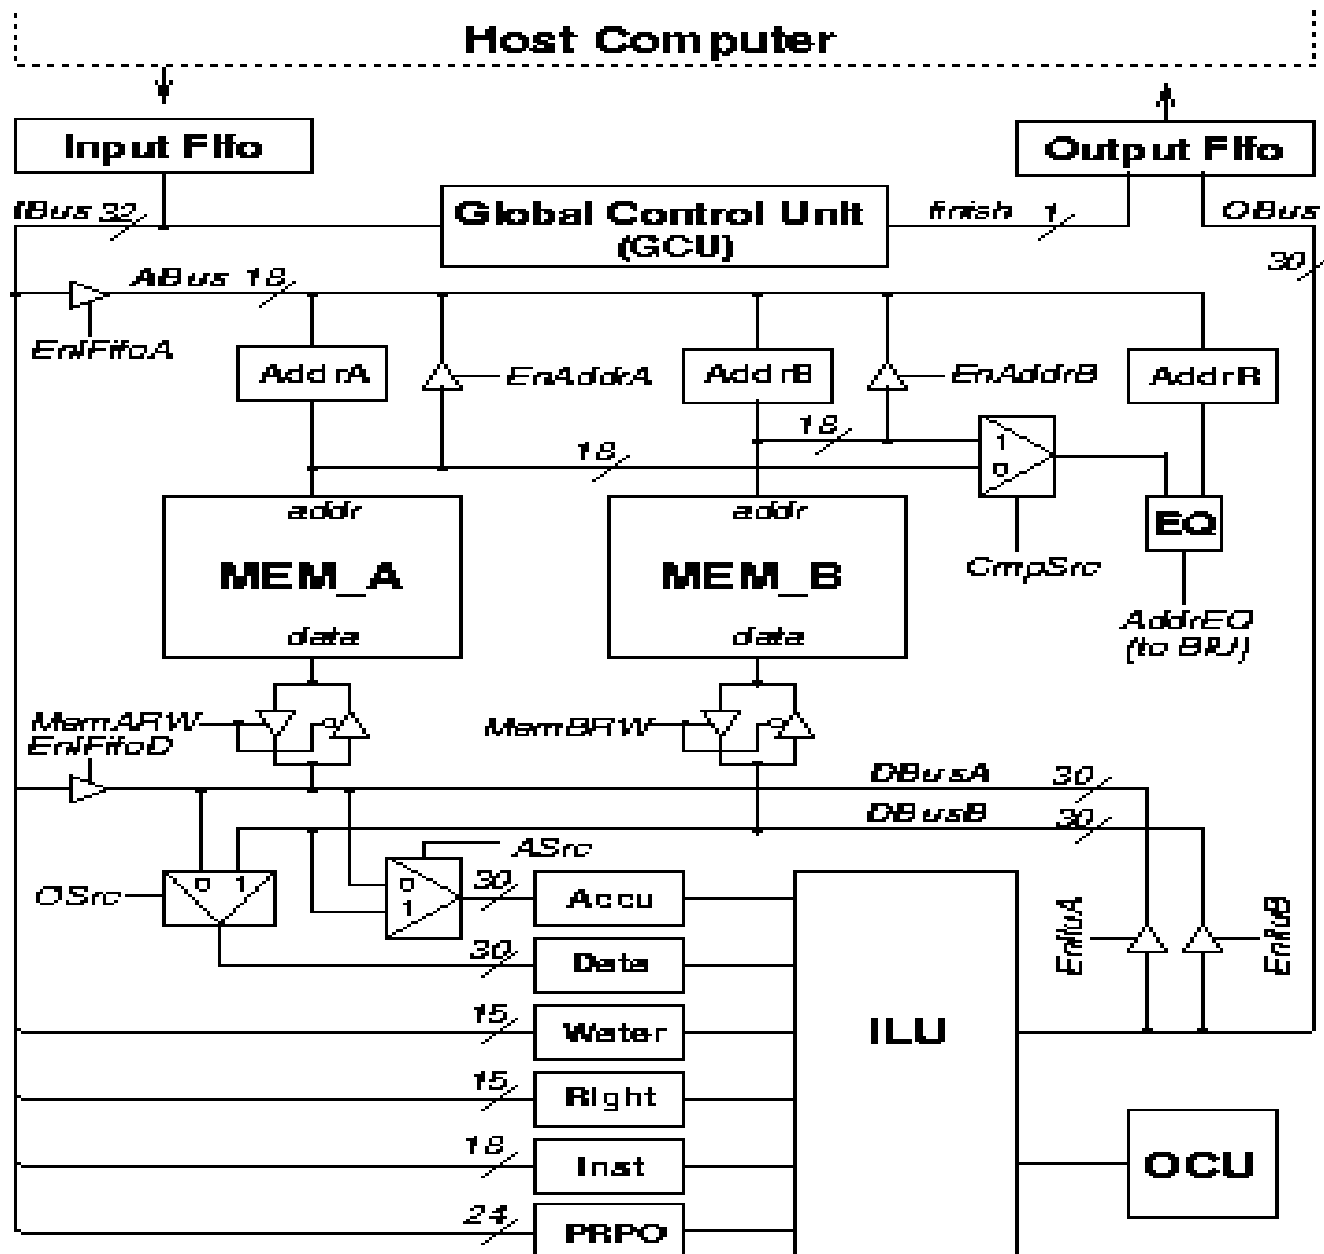 Host Computer
Input Fifo
Output Fifo
IBus 32
Global Control Unit
(GCU)
finish 1
OBus
30
ABus 18
EnIFifoA
AddrA
EnAddrA
AddrB
EnAddrB
AddrR
18
18
1
0
addr
MEM_A
data
addr
MEM_B
data
EQ
CmpSrc
AddrEQ
(to BIU)
MemARW
EnIFifoD
MemBRW
DBusA 30
DBusB 30
ASrc
OSrc
0 1
0
1
30
Accu
30
Data
15
Water
15
Right
18
Inst
24
PRPO
ILU
EnIluA
EnIluB
OCU